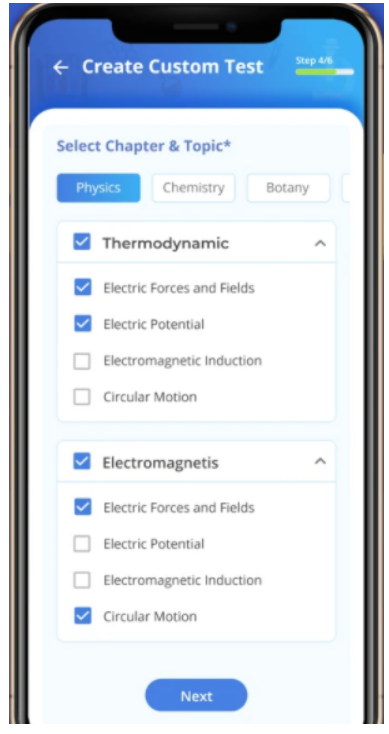 Create Custom Test
Step 4/6
Select Chapter & Topic*
Physics
Chemistry
Botany
Thermodynamic
Electric Forces and Fields
Electric Potential
Electromagnetic Induction
Circular Motion
Electromagnetis
Electric Forces and Fields
Electric Potential
Electromagnetic Induction
Circular Motion
Next